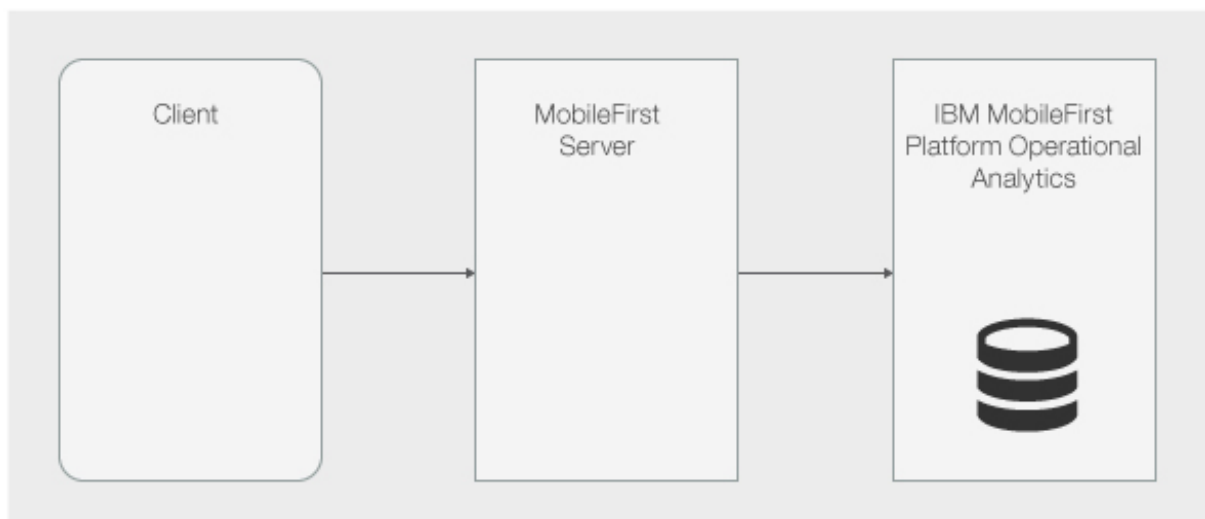 Client
MobileFirst
Server
IBM MobileFirst
Platform Operational
Analytics